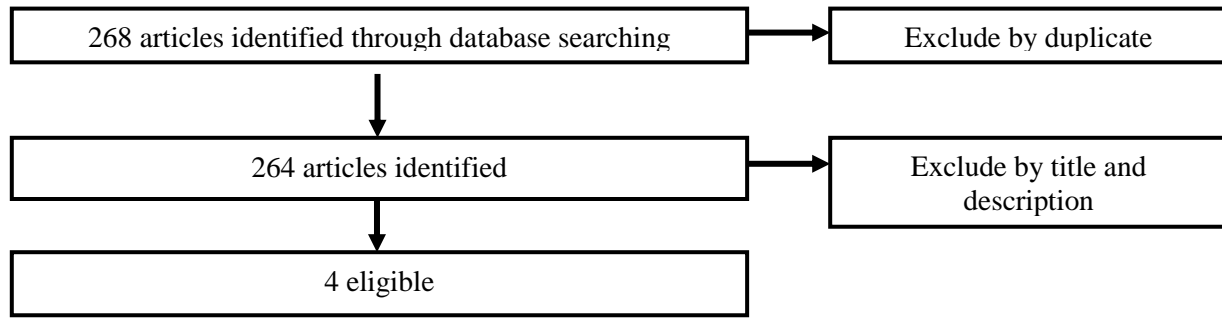 268 articles identified through database searching
Exclude by duplicate
264 articles identified
Exclude by title and
description
4 eligible